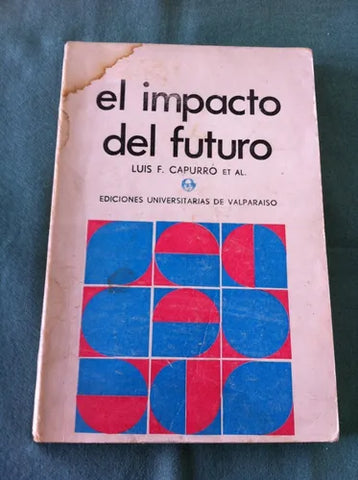 el impacto
del futuro
LUIS F. CAPURRO ET AL.
EDICIONES UNIVERSITARIAS DE VALPARAISO